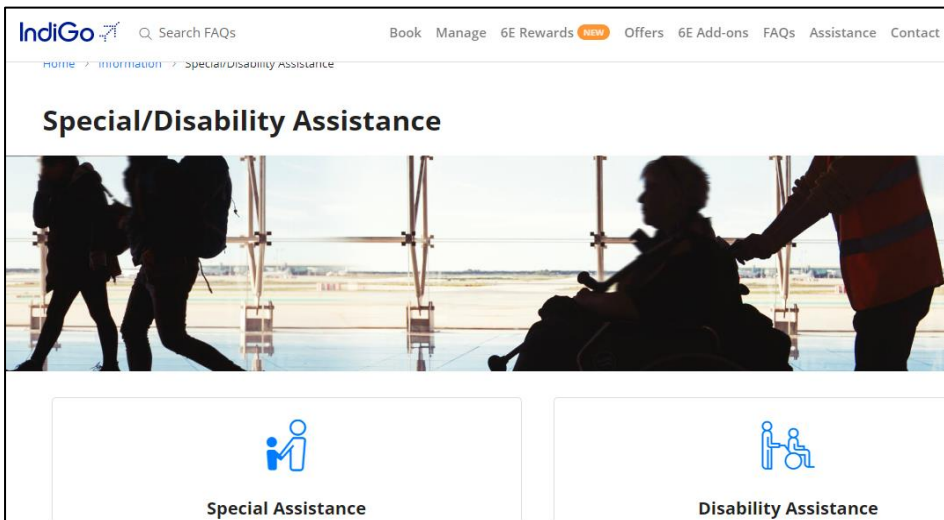 IndiGo Search FAQs Book Manage 6E Rewards NEW Offers 6E Add-ons FAQs Assistance Contact
Home > Information > Special/Disability Assistance
Special/Disability Assistance
Special Assistance Disability Assistance